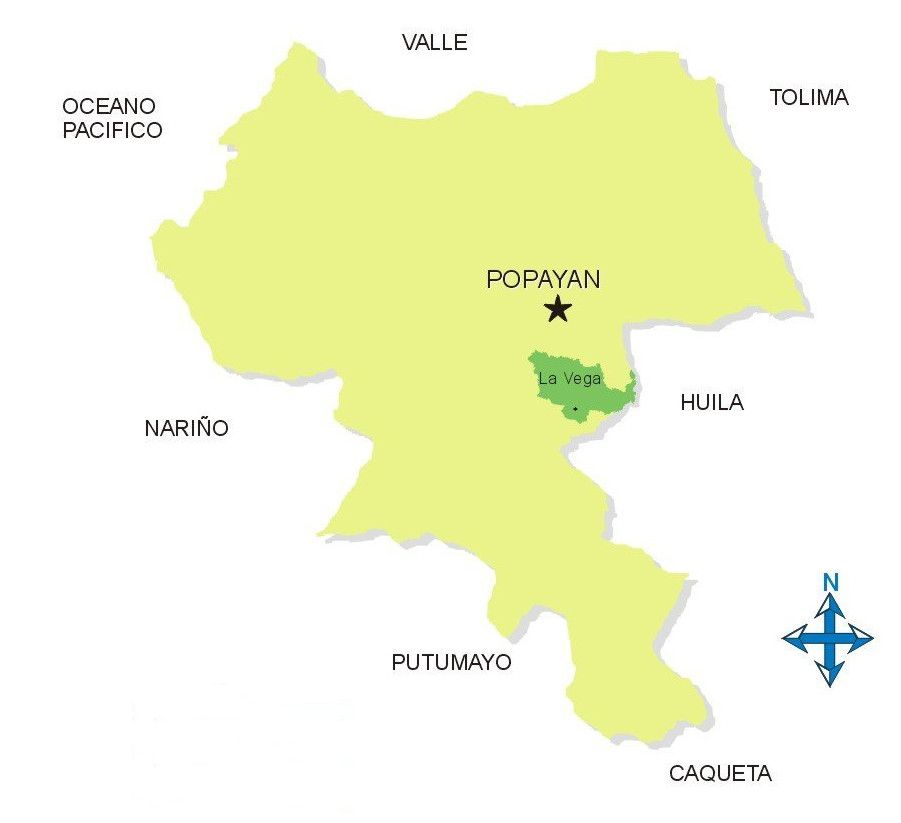 VALLE
TOLIMA
OCEANO
PACIFICO
POPAYAN
La Vega
HUILA
NARIÑO
N
PUTUMAYO
CAQUETA